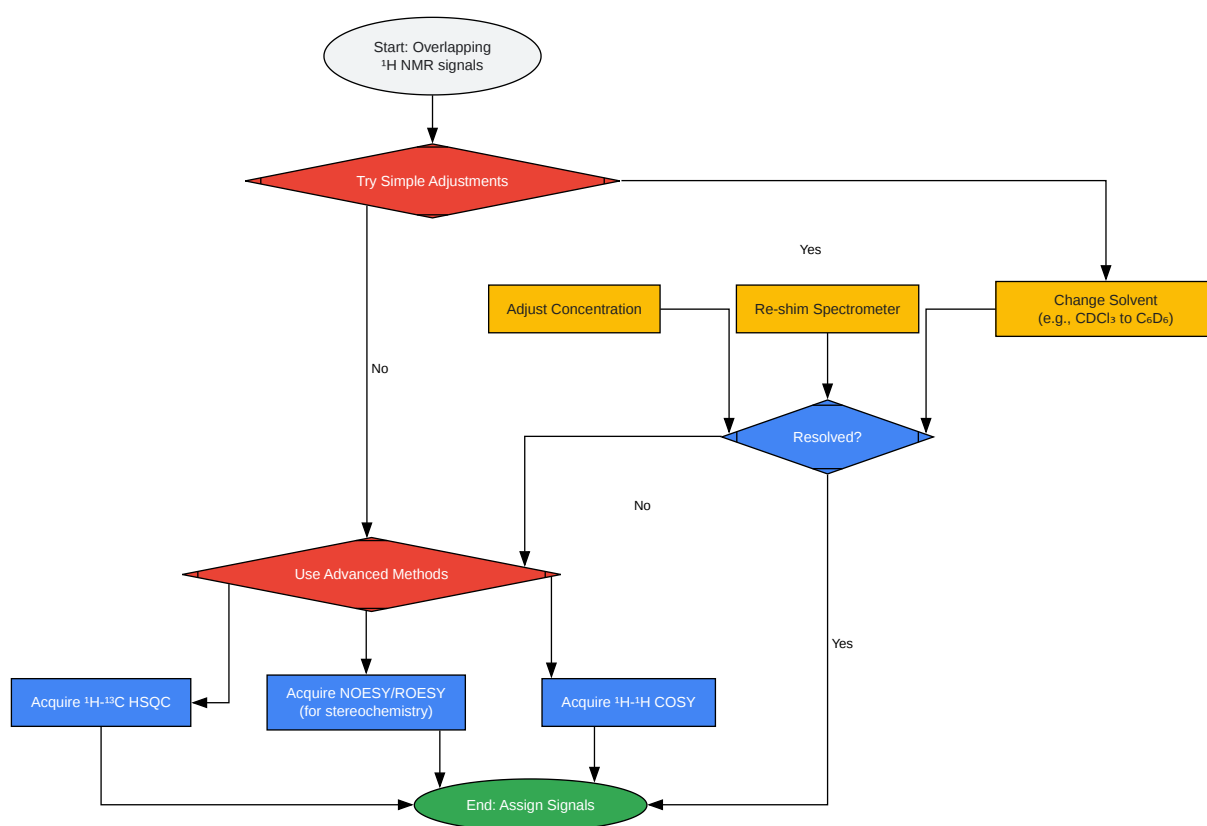 Start: Overlapping
¹H NMR signals
Try Simple Adjustments
Yes
Adjust Concentration
Re-shim Spectrometer
Change Solvent
(e.g., CDCl₃ to C₆D₆)
No
Resolved?
No
Use Advanced Methods
Yes
Acquire ¹H-¹³C HSQC
Acquire NOESY/ROESY
(for stereochemistry)
Acquire ¹H-¹H COSY
End: Assign Signals